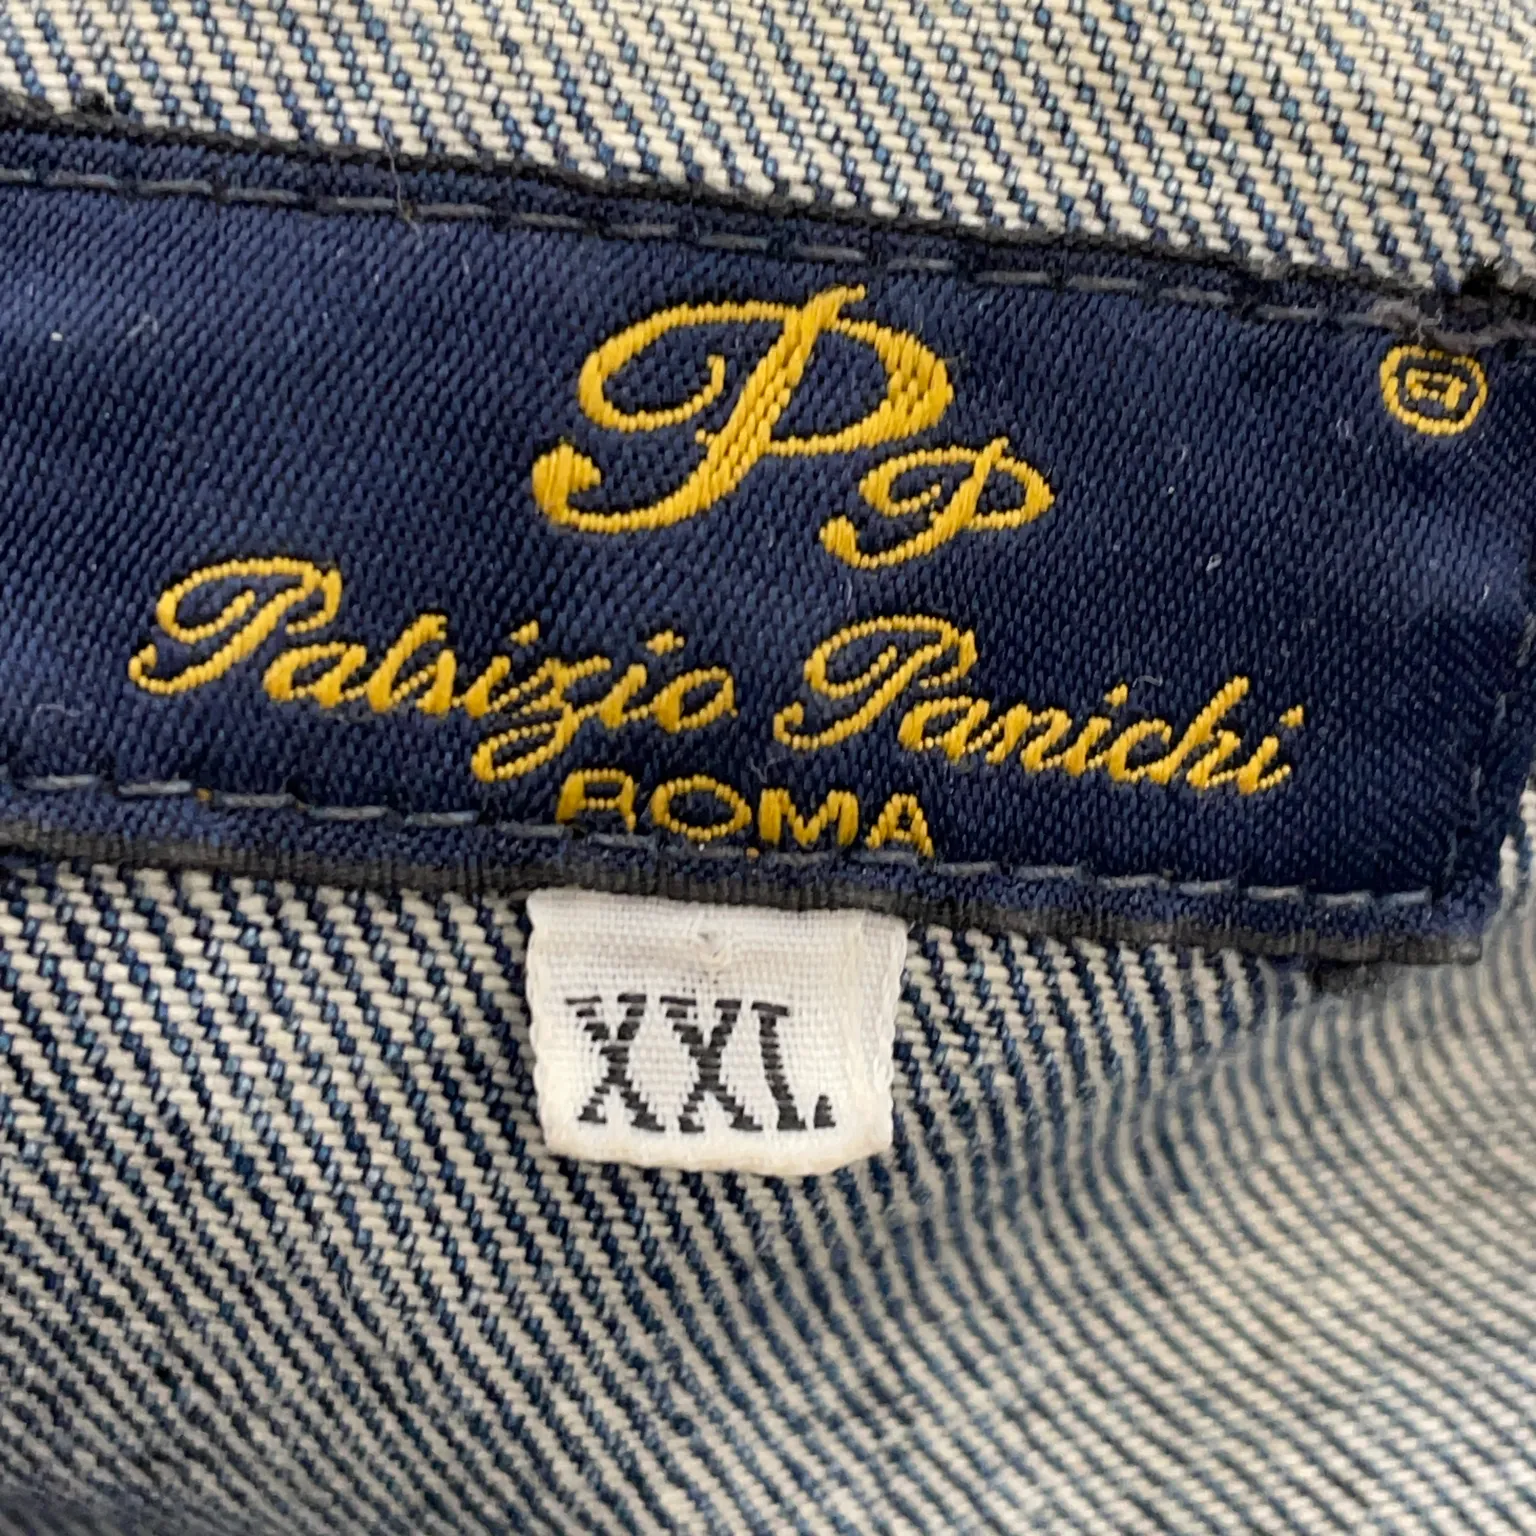 ®
Pp
Patrizio Panichi
ROMA
XXL